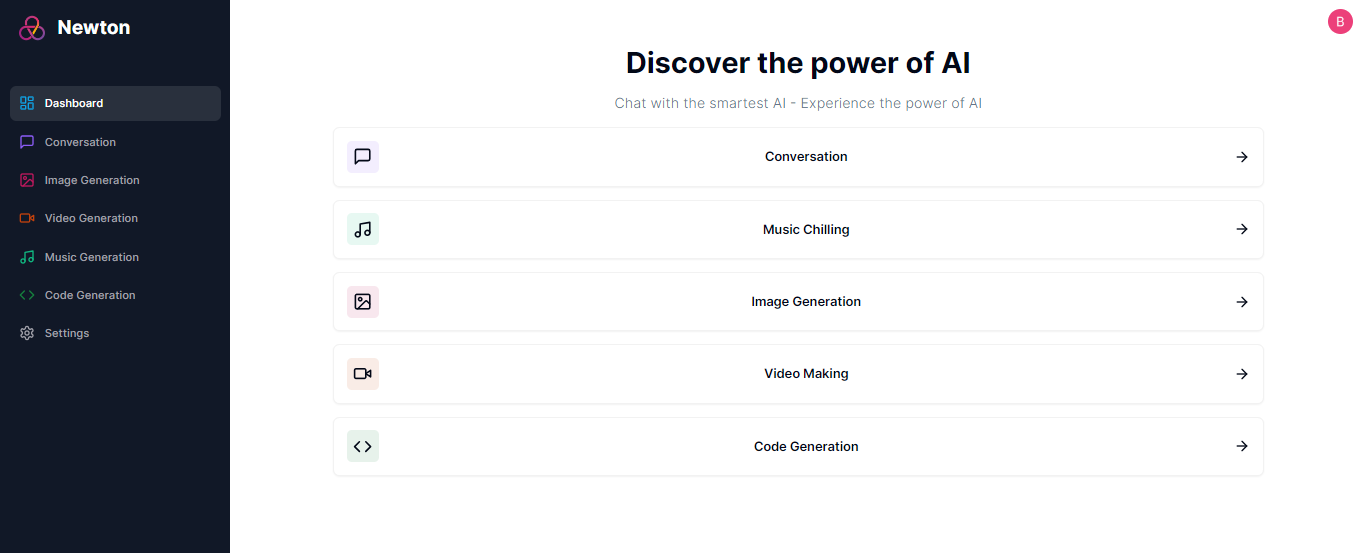 Newton
Dashboard
Conversation
Image Generation
Video Generation
Music Generation
Code Generation
Settings
B
Discover the power of AI
Chat with the smartest AI - Experience the power of AI
Conversation
Music Chilling
Image Generation
Video Making
Code Generation